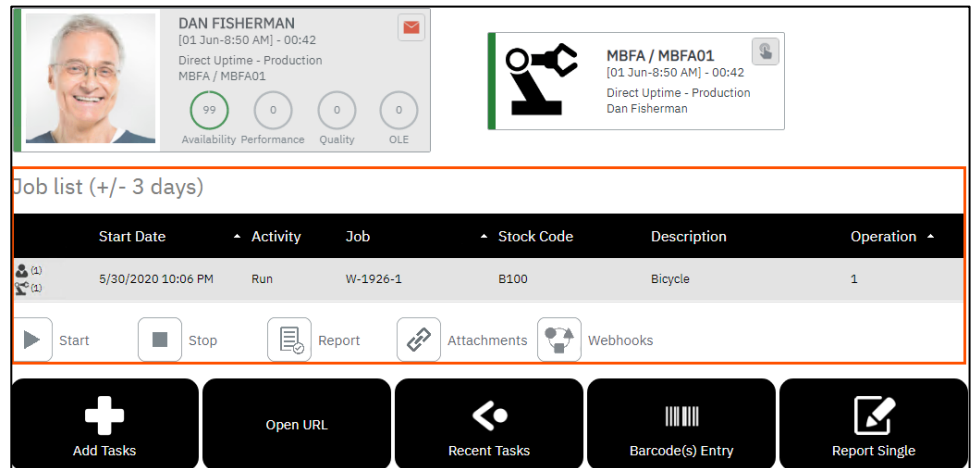 DAN FISHERMAN
[01 Jun-8:50 AM] - 00:42
Direct Uptime - Production
MBFA / MBFA01
99 0 0 0
Availability Performance Quality OLE
MBFA / MBFA01
[01 Jun-8:50 AM] - 00:42
Direct Uptime - Production
Dan Fisherman
Job list (+/- 3 days)
Start Date Activity Job Stock Code Description Operation
(1)
(1)
5/30/2020 10:06 PM Run W-1926-1 B100 Bicycle 1
Start Stop Report Attachments Webhooks
Add Tasks Open URL Recent Tasks Barcode(s) Entry Report Single